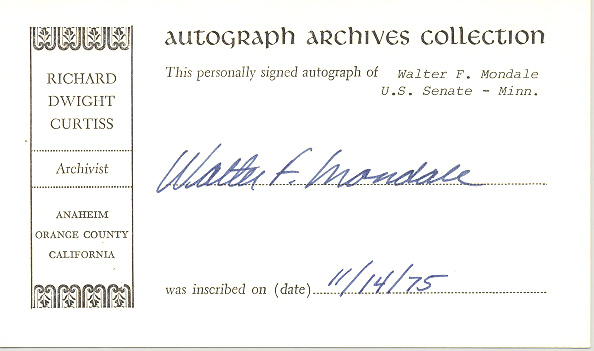 RICHARD
DWIGHT
CURTISS
Archivist
ANAHEIM
ORANGE COUNTY
CALIFORNIA
AUTOGRAPH ARCHIVES COLLECTION
This personally signed autograph of Walter F. Mondale
U.S. Senate - Minn.
Walter F. Mondale
was inscribed on (date) 11/14/75